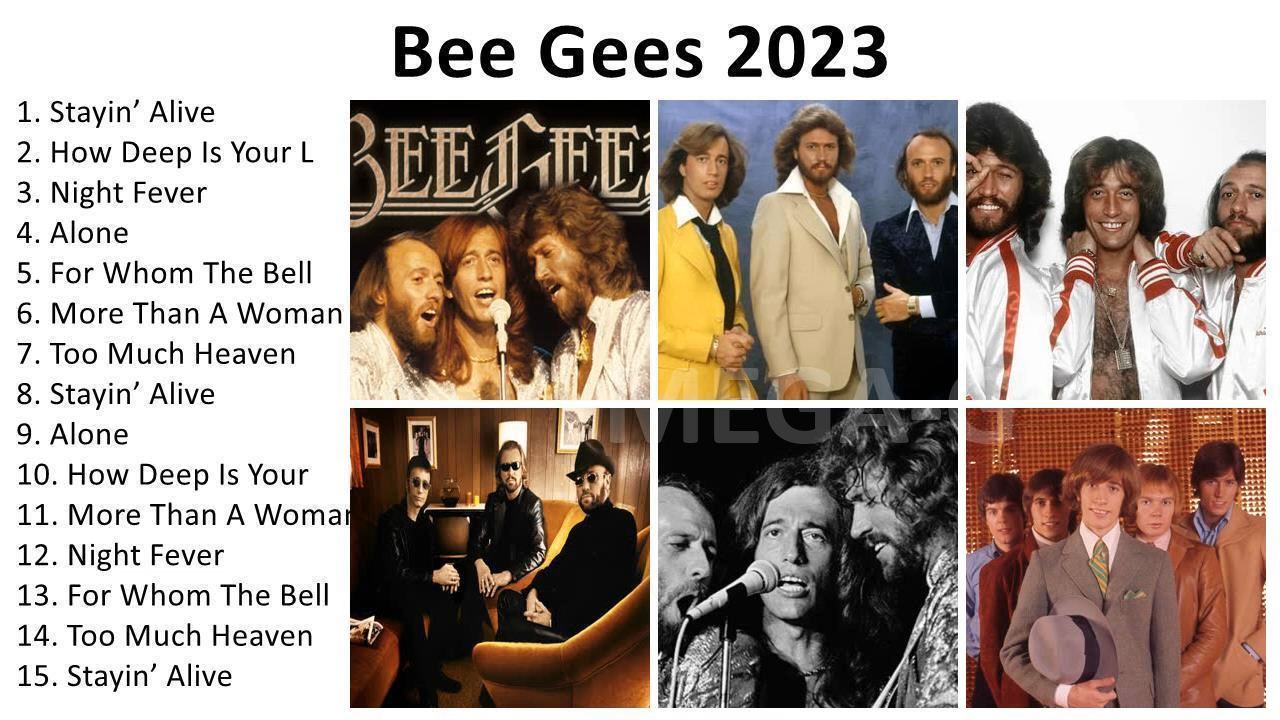 Bee Gees 2023
1. Stayin’ Alive
2. How Deep Is Your L
3. Night Fever
4. Alone
5. For Whom The Bell
6. More Than A Woman
7. Too Much Heaven
8. Stayin’ Alive
9. Alone
10. How Deep Is Your
11. More Than A Woman
12. Night Fever
13. For Whom The Bell
14. Too Much Heaven
15. Stayin’ Alive
BEE GEES
MEGA-G